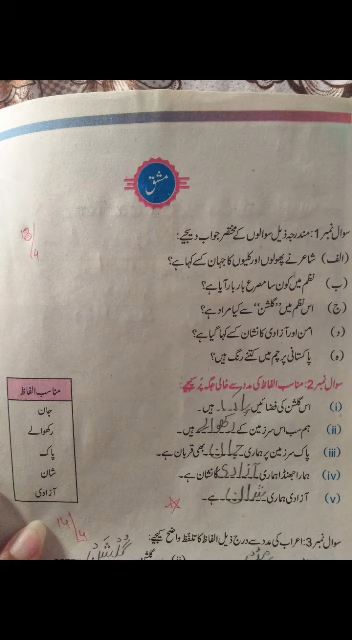 مشق
سوال نمبر 1: مندرجہ ذیل سوالوں کے مختصر جواب دیجیے:
(الف) شاعر نے پھولوں اور کلیوں کا جہان کسے کہا ہے؟
(ب) نظم میں کون سا مصرع بار بار آیا ہے؟
(ج) اس نظم میں "گلشن" سے کیا مراد ہے؟
(د) امن اور آزادی کا نشان کسے کہا گیا ہے؟
(ہ) پاکستانی پرچم میں کتنے رنگ ہیں؟
سوال نمبر 2: مناسب الفاظ کی مدد سے خالی جگہ پُر کیجیے:
(i) اس گلشن کی فضائیں ہیں۔
(ii) ہم سب اس سرزمین کے رکھوالے ہیں۔
(iii) پاک سرزمین پر ہماری جان بھی قربان ہے۔
(iv) ہمارا جھنڈا ہماری آزادی کا نشان ہے۔
(v) آزادی ہماری شان ہے۔
مناسب الفاظ
جان
رکھوالے
پاک
شان
آزادی
سوال نمبر 3: اعراب کی مدد سے درج ذیل الفاظ کا تلفظ واضح کیجیے:
گُلشَن